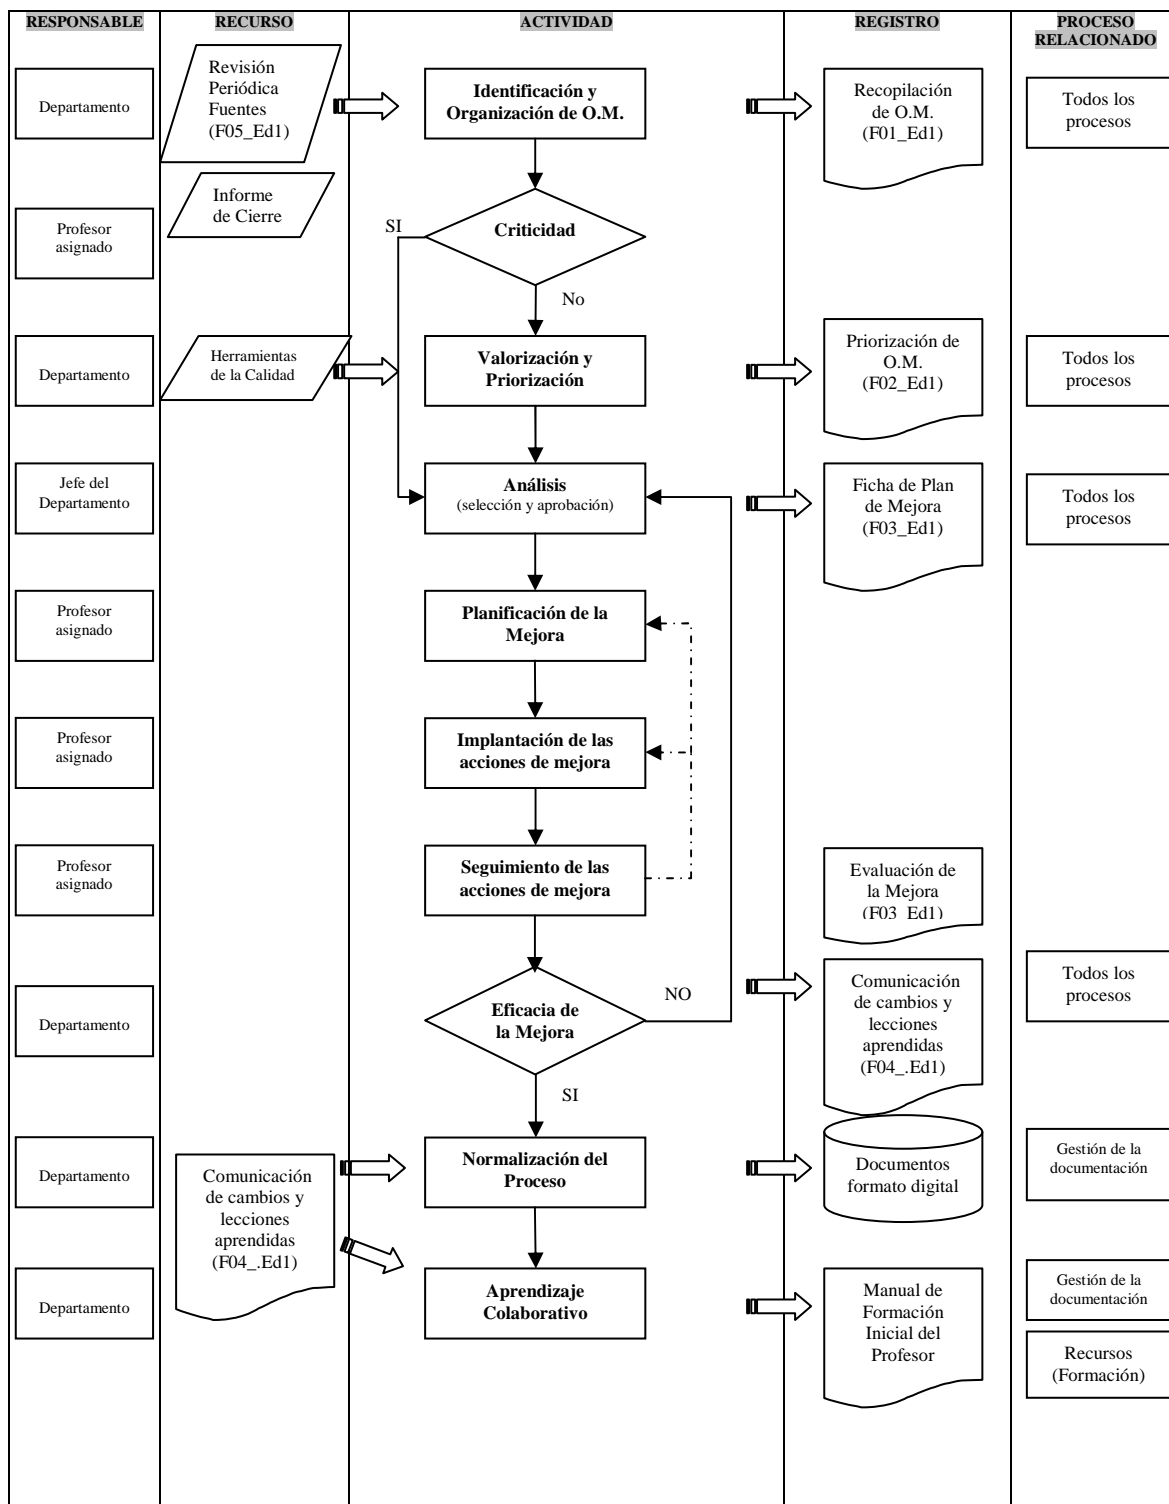 RESPONSABLE
RECURSO
ACTIVIDAD
REGISTRO
PROCESO
RELACIONADO
Departamento
Revisión
Periódica
Fuentes
(F05_Ed1)
Identificación y
Organización de O.M.
Recopilación
de O.M.
(F01_Ed1)
Todos los
procesos
Profesor
asignado
Informe
de Cierre
SI
Criticidad
No
Departamento
Herramientas
de la Calidad
Valorización y
Priorización
Priorización de
O.M.
(F02_Ed1)
Todos los
procesos
Jefe del
Departamento
Análisis
(selección y aprobación)
Ficha de Plan
de Mejora
(F03_Ed1)
Todos los
procesos
Profesor
asignado
Planificación de la
Mejora
Profesor
asignado
Implantación de las
acciones de mejora
Profesor
asignado
Seguimiento de las
acciones de mejora
Evaluación de
la Mejora
(F03_Ed1)
Departamento
Eficacia de
la Mejora
NO
SI
Comunicación
de cambios y
lecciones
aprendidas
(F04_.Ed1)
Todos los
procesos
Departamento
Comunicación
de cambios y
lecciones
aprendidas
(F04_.Ed1)
Normalización del
Proceso
Documentos
formato digital
Gestión de la
documentación
Departamento
Aprendizaje
Colaborativo
Manual de
Formación
Inicial del
Profesor
Gestión de la
documentación
Recursos
(Formación)